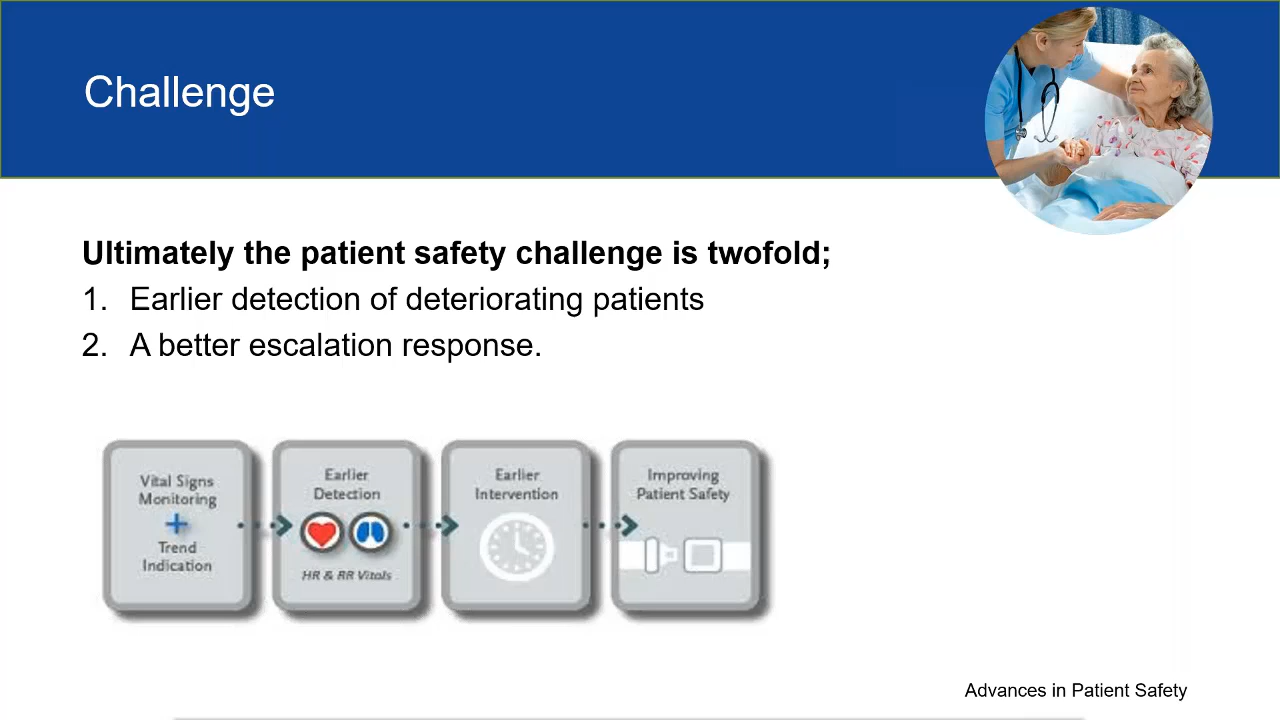 Challenge
Ultimately the patient safety challenge is twofold;
1. Earlier detection of deteriorating patients
2. A better escalation response.
Vital Signs
Monitoring
+
Trend
Indication
Earlier
Detection
HR & RR Vitals
Earlier
Intervention
Improving
Patient Safety
Advances in Patient Safety